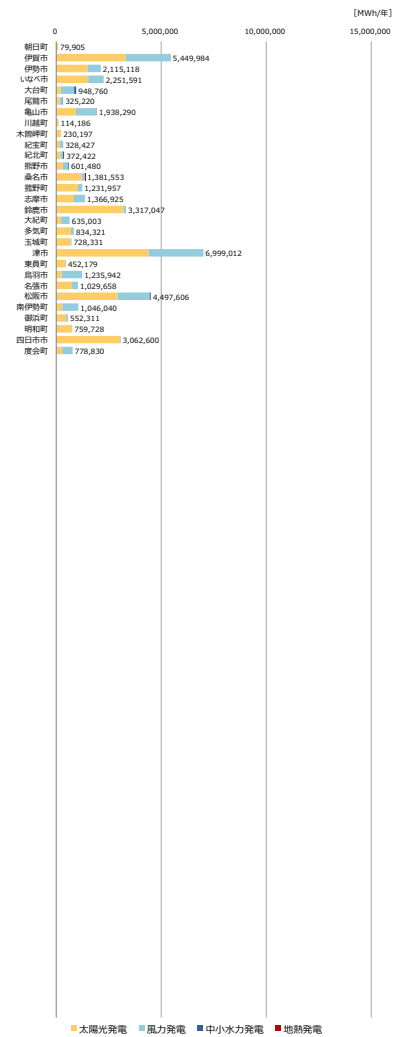 [MWh/年]
0 5,000,000 10,000,000 15,000,000
朝日町 79,905
伊賀市 5,449,984
伊勢市 2,115,118
いなべ市 2,251,591
大台町 948,760
尾鷲市 325,220
亀山市 1,938,290
川越町 114,186
木曽岬町 230,197
紀宝町 328,427
紀北町 372,422
熊野市 601,480
桑名市 1,381,553
菰野町 1,231,957
志摩市 1,366,925
鈴鹿市 3,317,047
大紀町 635,003
多気町 834,321
玉城町 728,331
津市 6,999,012
東員町 452,179
鳥羽市 1,235,942
名張市 1,029,658
松阪市 4,497,606
南伊勢町 1,046,040
御浜町 552,311
明和町 759,728
四日市市 3,062,600
度会町 778,830
太陽光発電 風力発電 中小水力発電 地熱発電